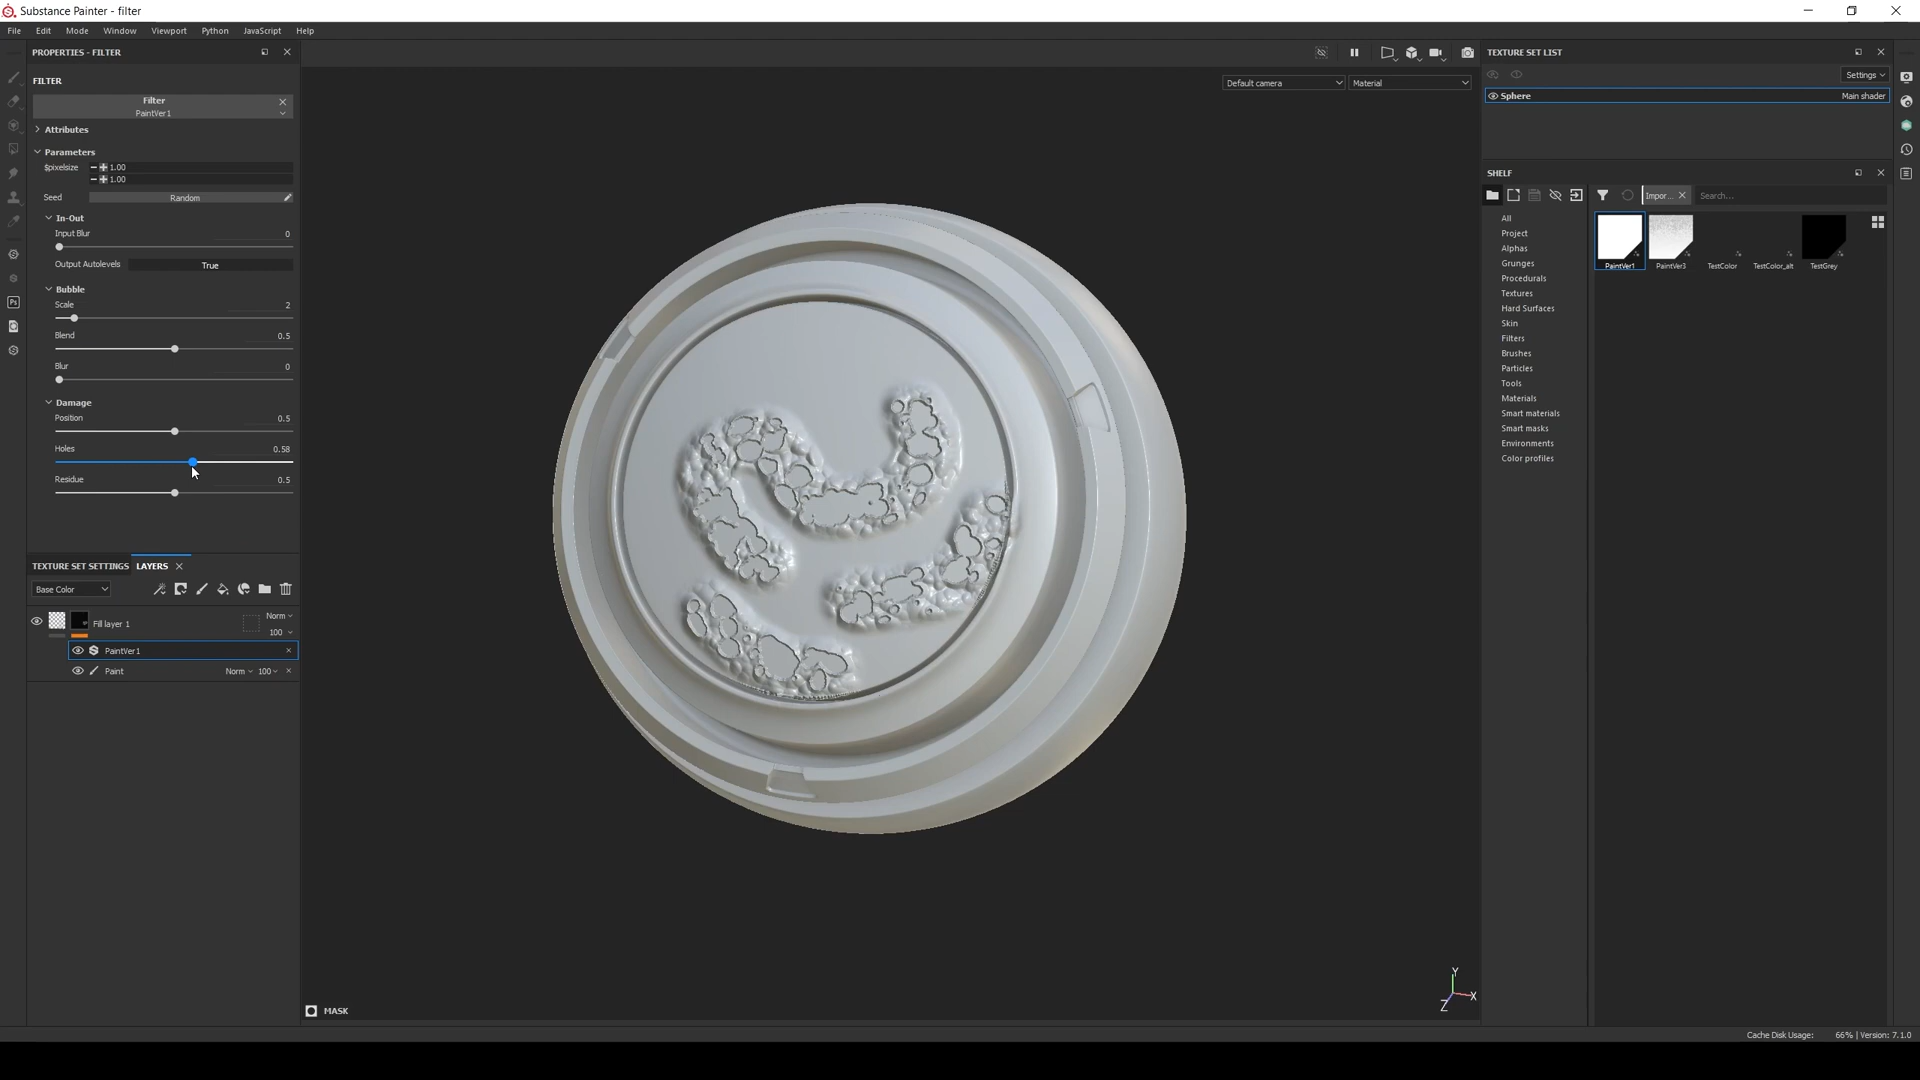 Substance Painter - filter
File Edit Mode Window Viewport Python JavaScript Help
PROPERTIES - FILTER
FILTER
Filter
PaintVer1
Attributes
Parameters
$pixelsize 1.00
1.00
Seed Random
In-Out
Input Blur 0
Output Autolevels True
Bubble
Scale 2
Blend 0.5
Blur 0
Damage
Position 0.5
Holes 0.58
Residue 0.5
TEXTURE SET SETTINGS LAYERS
Base Color
Ps
Fill layer 1 Norm
100
PaintVer1
Paint Norm 100
Default camera Material
MASK
Y
X
Z
TEXTURE SET LIST
Settings
Sphere Main shader
SHELF
Impor... Search...
All
Project
Alphas
Grunges
Procedurals
Textures
Hard Surfaces
Skin
Filters
Brushes
Particles
Tools
Materials
Smart materials
Smart masks
Environments
Color profiles
PaintVer1 PaintVer3 TestColor TestColor_alt TestGrey
Cache Disk Usage: 66% | Version: 7.1.0